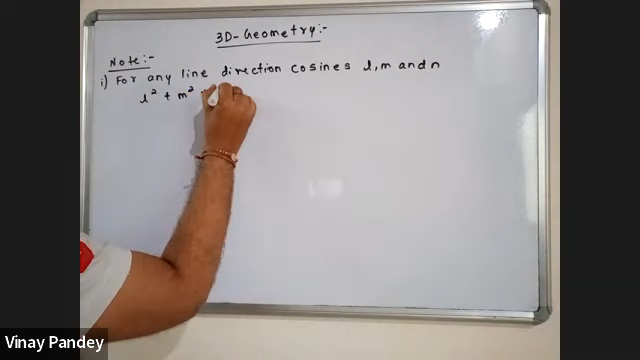 3D-Geometry:-
Note:-
i) For any line direction cosines l, m and n
l² + m² +
Vinay Pandey